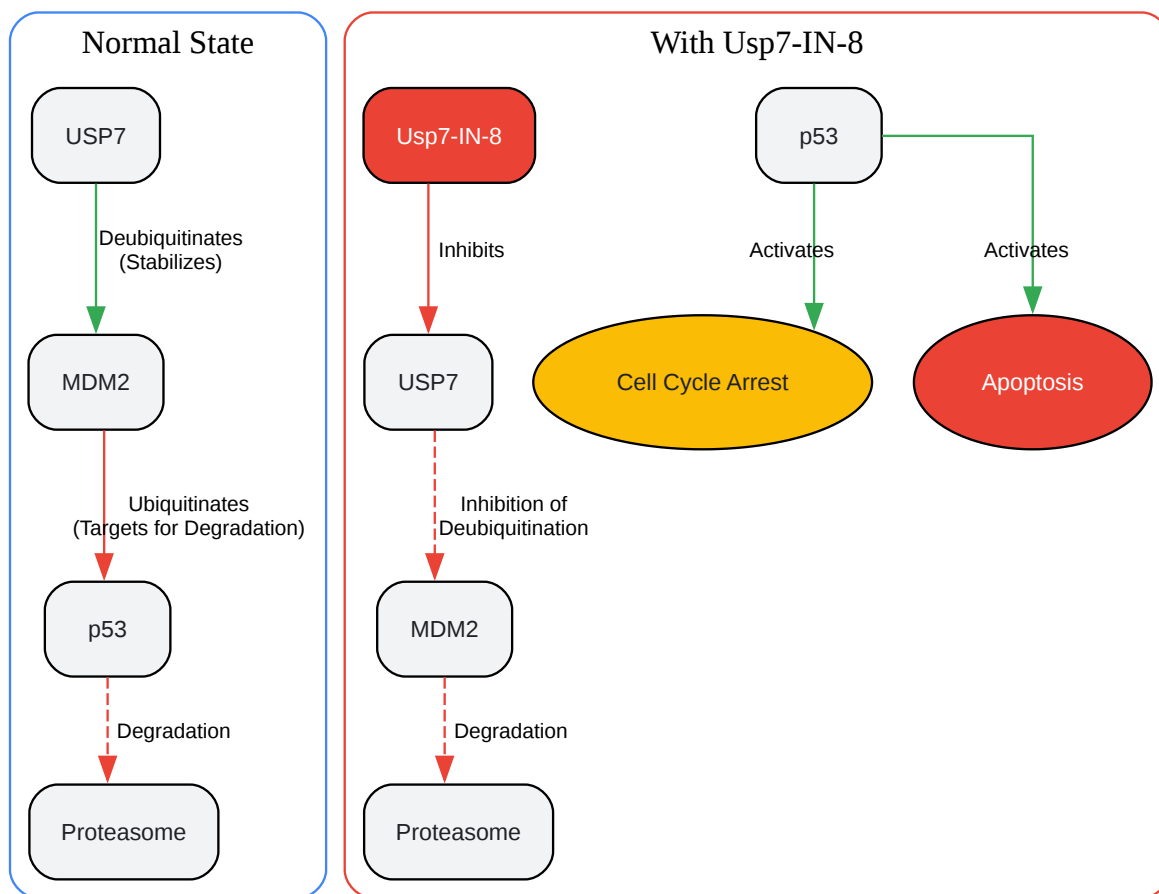 Normal State
USP7
Deubiquitinates
(Stabilizes)
MDM2
Ubiquitinates
(Targets for Degradation)
p53
Degradation
Proteasome
With Usp7-IN-8
Usp7-IN-8
Inhibits
USP7
Inhibition of
Deubiquitination
MDM2
Degradation
Proteasome
p53
Activates
Activates
Cell Cycle Arrest
Apoptosis